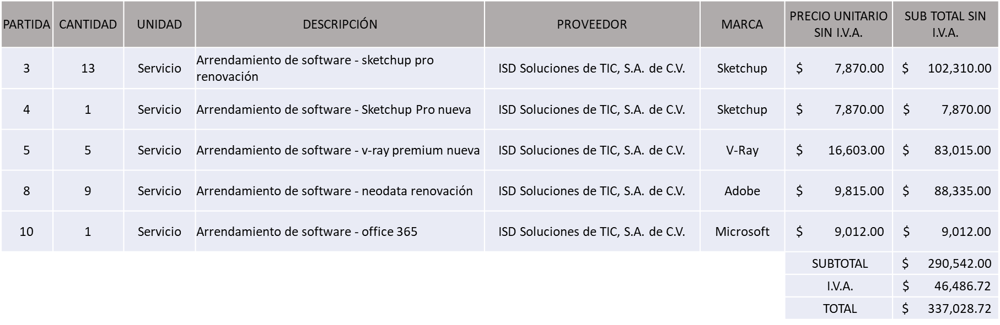 PARTIDA CANTIDAD UNIDAD DESCRIPCIÓN PROVEEDOR MARCA PRECIO UNITARIO SIN I.V.A. SUB TOTAL SIN I.V.A.
3 13 Servicio Arrendamiento de software - sketchup pro renovación ISD Soluciones de TIC, S.A. de C.V. Sketchup $ 7,870.00 $ 102,310.00
4 1 Servicio Arrendamiento de software - Sketchup Pro nueva ISD Soluciones de TIC, S.A. de C.V. Sketchup $ 7,870.00 $ 7,870.00
5 5 Servicio Arrendamiento de software - v-ray premium nueva ISD Soluciones de TIC, S.A. de C.V. V-Ray $ 16,603.00 $ 83,015.00
8 9 Servicio Arrendamiento de software - neodata renovación ISD Soluciones de TIC, S.A. de C.V. Adobe $ 9,815.00 $ 88,335.00
10 1 Servicio Arrendamiento de software - office 365 ISD Soluciones de TIC, S.A. de C.V. Microsoft $ 9,012.00 $ 9,012.00
SUBTOTAL $ 290,542.00
I.V.A. $ 46,486.72
TOTAL $ 337,028.72